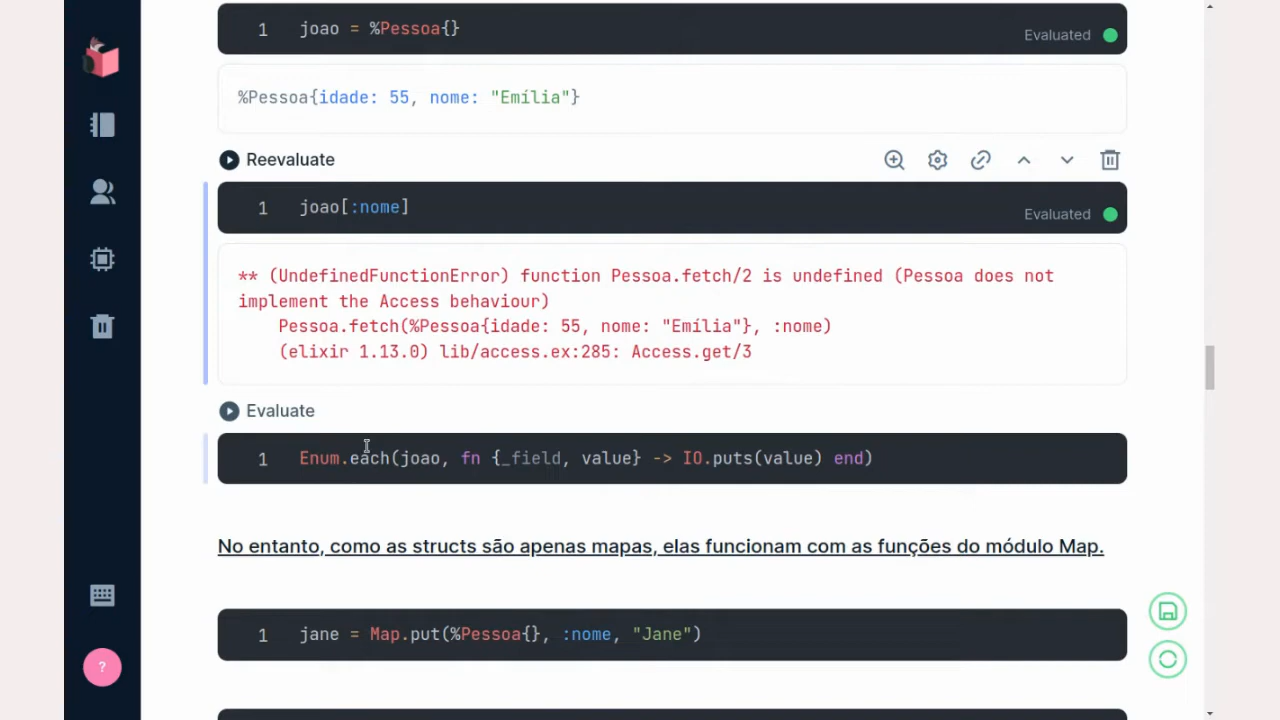 1 joao = %Pessoa{}
Evaluated
%Pessoa{idade: 55, nome: "Emília"}
Reevaluate
1 joao[:nome]
Evaluated
** (UndefinedFunctionError) function Pessoa.fetch/2 is undefined (Pessoa does not
implement the Access behaviour)
Pessoa.fetch(%Pessoa{idade: 55, nome: "Emília"}, :nome)
(elixir 1.13.0) lib/access.ex:285: Access.get/3
Evaluate
1 Enum.each(joao, fn {_field, value} -> IO.puts(value) end)
No entanto, como as structs são apenas mapas, elas funcionam com as funções do módulo Map.
1 jane = Map.put(%Pessoa{}, :nome, "Jane")
?